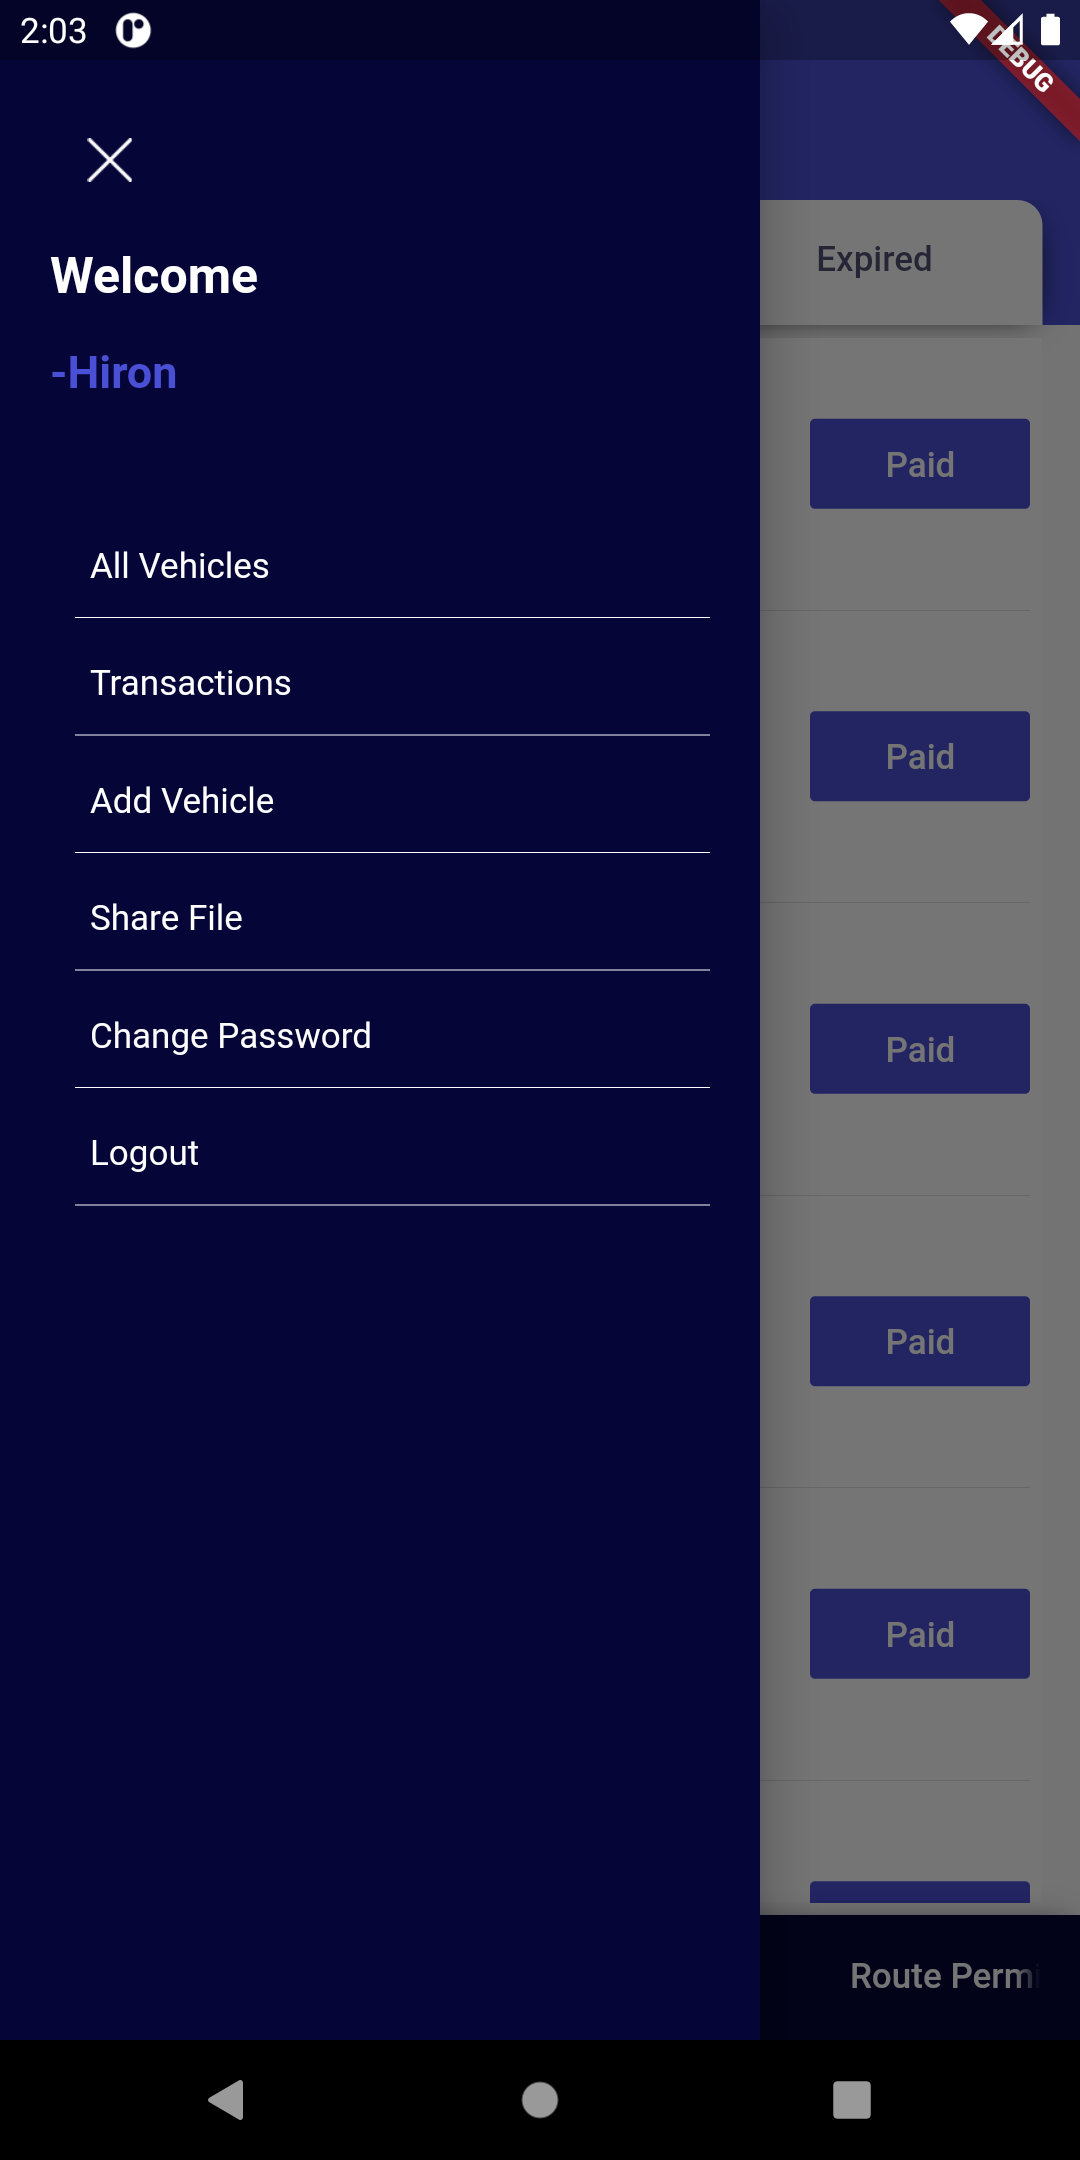 2:03
DEBUG
Welcome
-Hiron
All Vehicles
Transactions
Add Vehicle
Share File
Change Password
Logout
Expired
Paid
Paid
Paid
Paid
Paid
Route Perm